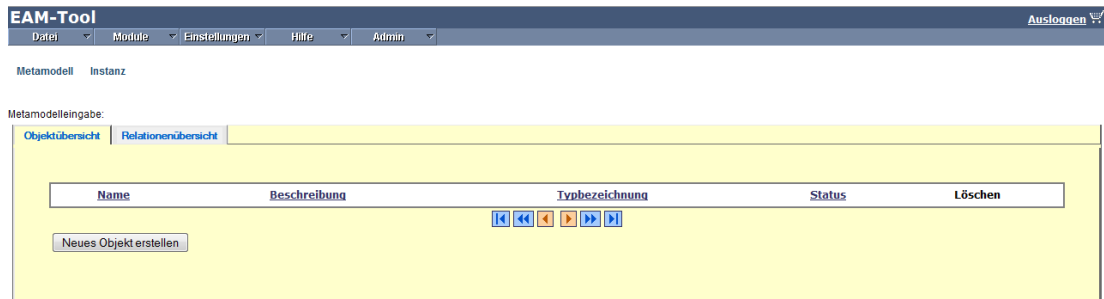 EAM-Tool Ausloggen
Datei Module Einstellungen Hilfe Admin
Metamodell Instanz
Metamodelleingabe:
Objektübersicht Relationenübersicht
Name Beschreibung Typbezeichnung Status Löschen
Neues Objekt erstellen